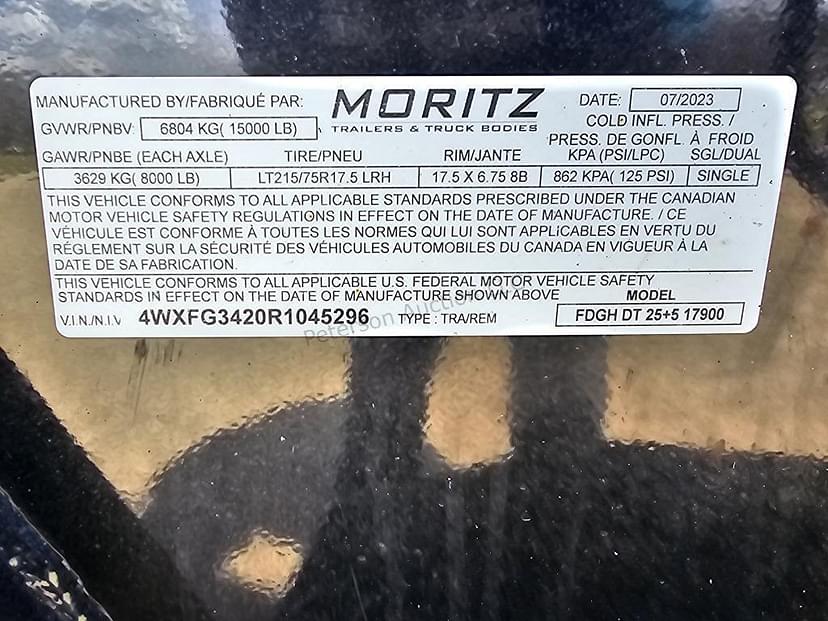 MANUFACTURED BY/FABRIQUÉ PAR: MORITZ DATE: 07/2023
TRAILERS & TRUCK BODIES
GVWR/PNBV 6804 KG( 15000 LB) COLD INFL. PRESS./
PRESS. DE GONFL. À FROID
GAWR/PNBE (EACH AXLE) TIRE/PNEU RIM/JANTE KPA (PSI/LPC) SGL/DUAL
3629 KG( 8000 LB) LT215/75R17.5 LRH 17.5 X 6.75 8B 862 KPA( 125 PSI) SINGLE
THIS VEHICLE CONFORMS TO ALL APPLICABLE STANDARDS PRESCRIBED UNDER THE CANADIAN
MOTOR VEHICLE SAFETY REGULATIONS IN EFFECT ON THE DATE OF MANUFACTURE. / CE
VÉHICULE EST CONFORME À TOUTES LES NORMES QUI LUI SONT APPLICABLES EN VERTU DU
RÉGLEMENT SUR LA SÉCURITÉ DES VÉHICULES AUTOMOBILES DU CANADA EN VIGUEUR À LA
DATE DE SA FABRICATION.
THIS VEHICLE CONFORMS TO ALL APPLICABLE U.S. FEDERAL MOTOR VEHICLE SAFETY
STANDARDS IN EFFECT ON THE DATE OF MANUFACTURE SHOWN ABOVE MODEL
V.I.N./N.I.V 4WXFG3420R1045296 TYPE : TRA/REM FDGH DT 25+5 17900